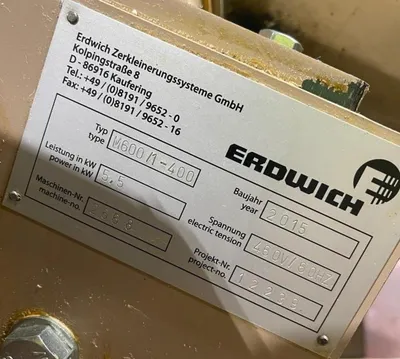 Erdwich Zerkleinerungssysteme GmbH
Kolpingstraße 8
D - 86916 Kaufering
Tel.: +49 / (0)8191 / 9652 - 0
Fax: +49 / (0)8191 / 9652 - 16
ERDWICH
Typ
type
M600/1-400
Baujahr
year
2015
Leistung in kW
power in kW
5,5
Spannung
electric tension
460V/60HZ
Maschinen-Nr.
machine-no.
Projekt-Nr.
project-no.